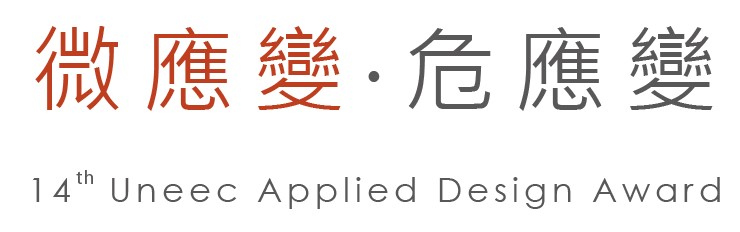 微應變·危應變
14th Uneec Applied Design Award